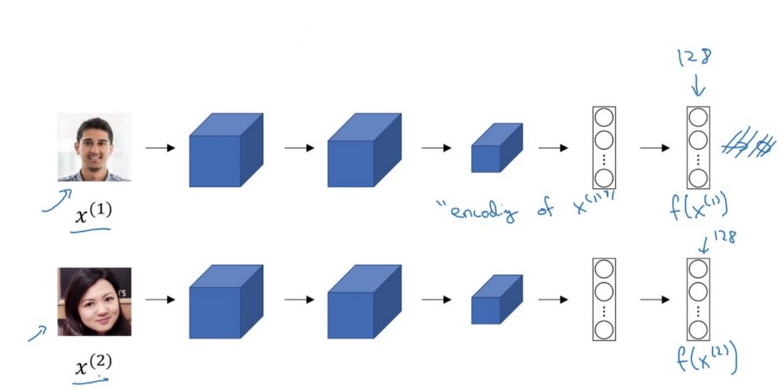 128
x(1)
"encoding of x(1)"
f(x(1))
128
x(2)
f(x(2))